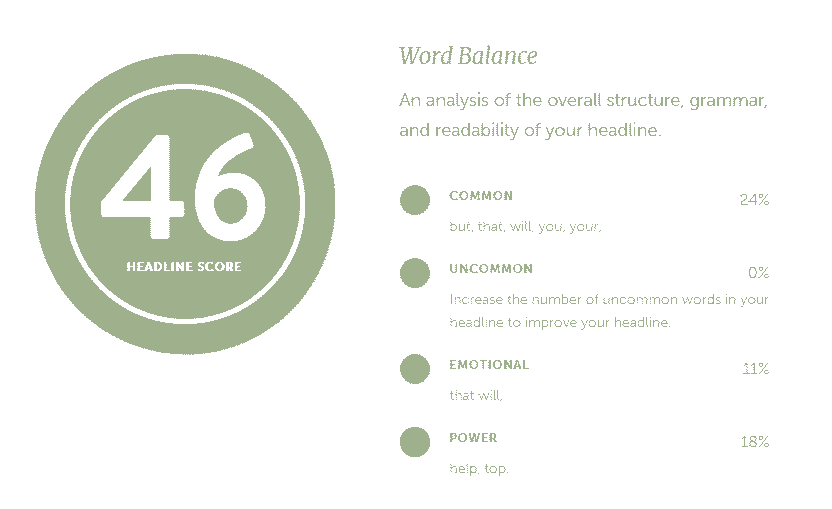 46
HEADLINE SCORE
Word Balance
An analysis of the overall structure, grammar,
and readability of your headline.
COMMON 24%
but, that, will, you, your,
UNCOMMON 0%
Increase the number of uncommon words in your
headline to improve your headline.
EMOTIONAL 11%
that will,
POWER 18%
help, top.